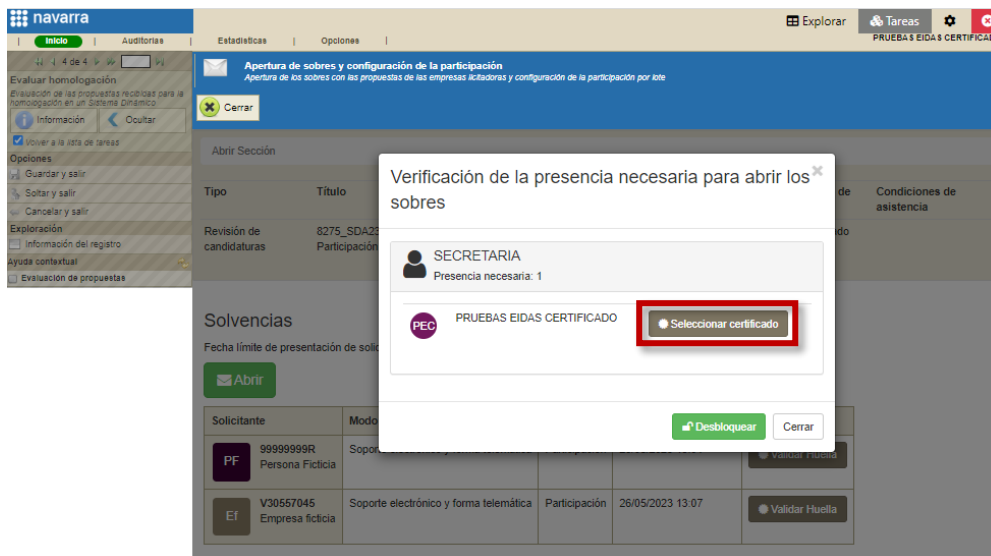 navarra
Explorar
Tareas
PRUEBAS EIDAS CERTIFICAD
| Inicio | Auditorías | Estadísticas | Opciones |
4 de 4
Evaluar homologación
Evaluación de las propuestas recibidas para la
homologación en un Sistema Dinámico
Información
Ocultar
Volver a la lista de tareas
Opciones
Guardar y salir
Soltar y salir
Cancelar y salir
Exploración
Información del registro
Ayuda contextual
Evaluación de propuestas
Apertura de sobres y configuración de la participación
Apertura de los sobres con las propuestas de las empresas licitadoras y configuración de la participación por lote
Cerrar
Abrir Sección
Tipo
Título
de
Condiciones de
asistencia
Revisión de
candidaturas
8275_SDA23
Participación
do
Verificación de la presencia necesaria para abrir los
sobres
×
SECRETARIA
Presencia necesaria: 1
PEC
PRUEBAS EIDAS CERTIFICADO
Seleccionar certificado
Desbloquear
Cerrar
Solvencias
Fecha límite de presentación de solic
Abrir
Solicitante
Modo
PF
99999999R
Persona Ficticia
Validar Huella
Ef
V30557045
Empresa ficticia
Soporte electrónico y forma telemática
Participación
26/05/2023 13:07
Validar Huella